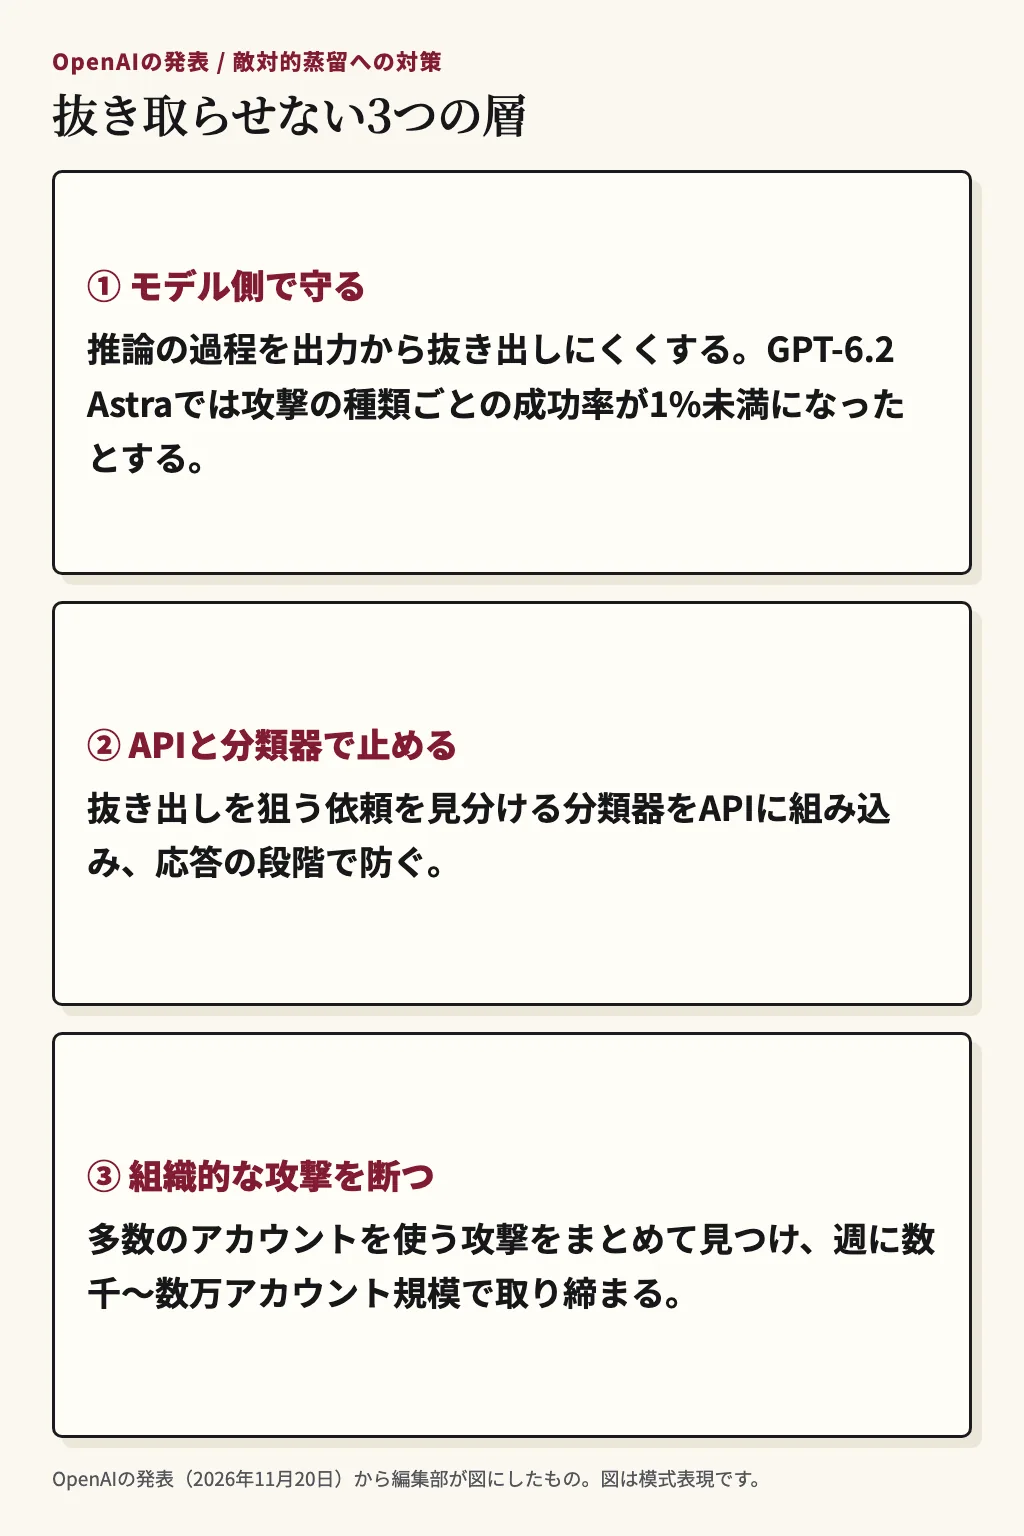 OpenAIの発表 / 敵対的蒸留への対策
抜き取らせない3つの層
① モデル側で守る
推論の過程を出力から抜き出しにくくする。GPT-6.2
Astraでは攻撃の種類ごとの成功率が1%未満になった
とする。
② APIと分類器で止める
抜き出しを狙う依頼を見分ける分類器をAPIに組み込
み、応答の段階で防ぐ。
③ 組織的な攻撃を断つ
多数のアカウントを使う攻撃をまとめて見つけ、週に数
千〜数万アカウント規模で取り締まる。
OpenAIの発表（2026年11月20日）から編集部が図にしたもの。図は模式表現です。